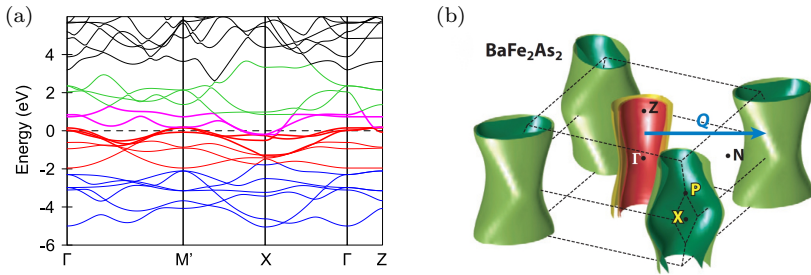 (a)
Energy (eV)
4
2
0
-2
-4
-6
Γ M' X Γ Z
(b)
BaFe₂As₂
Z
Q
Γ
N
P
X